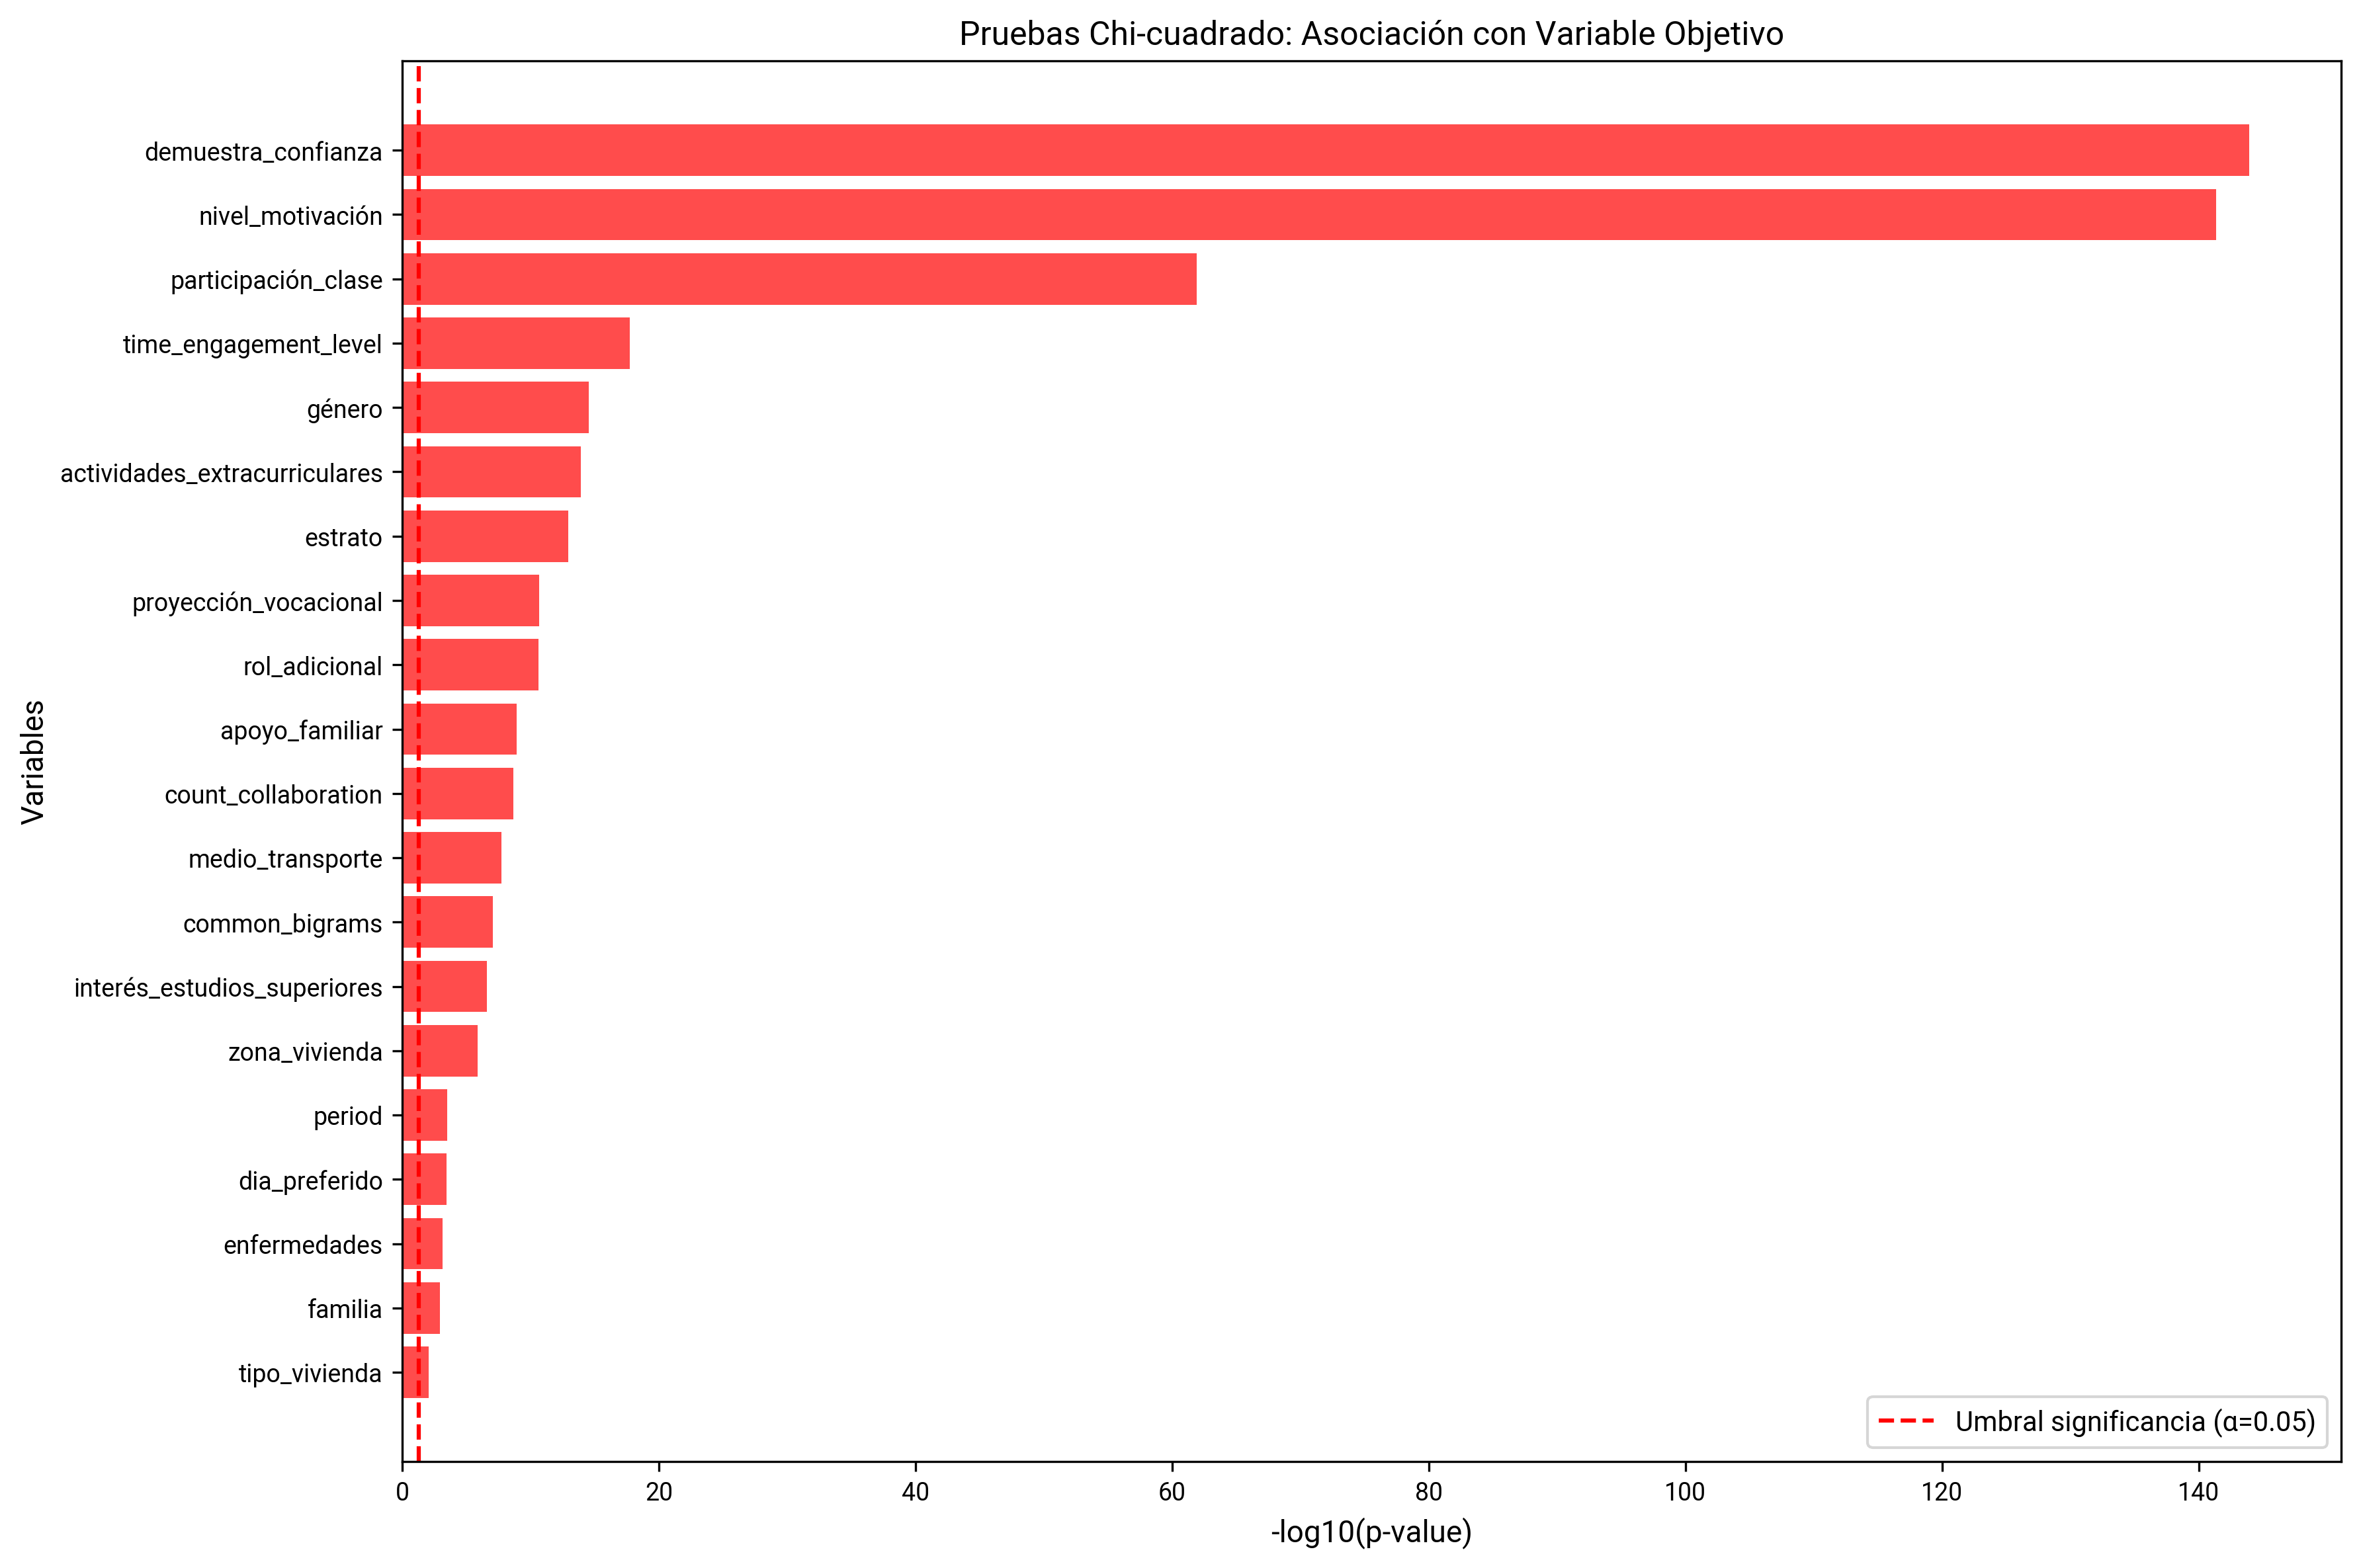 Pruebas Chi-cuadrado: Asociación con Variable Objetivo
demuestra_confianza
nivel_motivación
participación_clase
time_engagement_level
género
actividades_extracurriculares
estrato
proyección_vocacional
rol_adicional
apoyo_familiar
count_collaboration
medio_transporte
common_bigrams
interés_estudios_superiores
zona_vivienda
period
dia_preferido
enfermedades
familia
tipo_vivienda
Variables
Umbral significancia (α=0.05)
0 20 40 60 80 100 120 140
-log10(p-value)